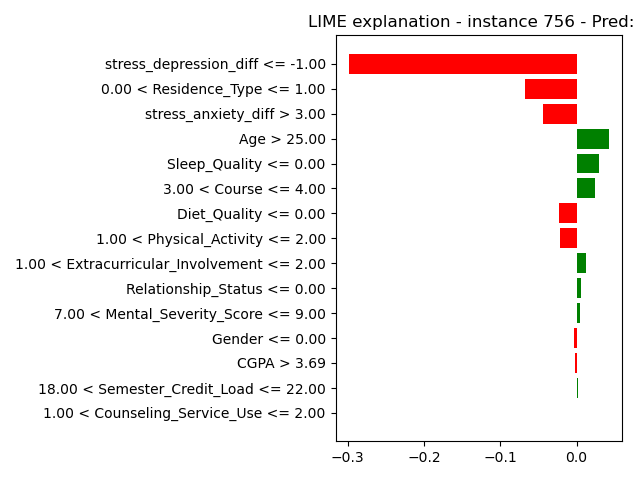 LIME explanation - instance 756 - Pred:
stress_depression_diff <= -1.00
0.00 < Residence_Type <= 1.00
stress_anxiety_diff > 3.00
Age > 25.00
Sleep_Quality <= 0.00
3.00 < Course <= 4.00
Diet_Quality <= 0.00
1.00 < Physical_Activity <= 2.00
1.00 < Extracurricular_Involvement <= 2.00
Relationship_Status <= 0.00
7.00 < Mental_Severity_Score <= 9.00
Gender <= 0.00
CGPA > 3.69
18.00 < Semester_Credit_Load <= 22.00
1.00 < Counseling_Service_Use <= 2.00
−0.3 −0.2 −0.1 0.0